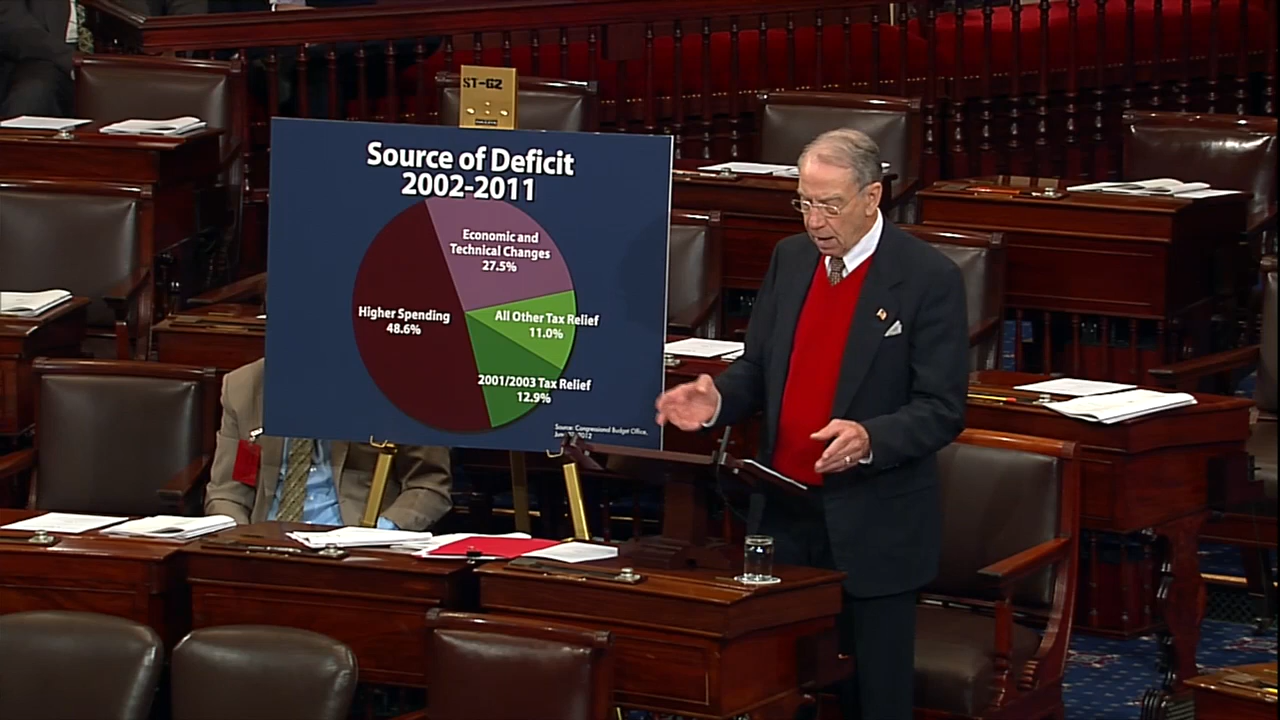 ST-G2
Source of Deficit
2002-2011
Economic and
Technical Changes
27.5%
Higher Spending
48.6%
All Other Tax Relief
11.0%
2001/2003 Tax Relief
12.9%
Source: Congressional Budget Office,
2012